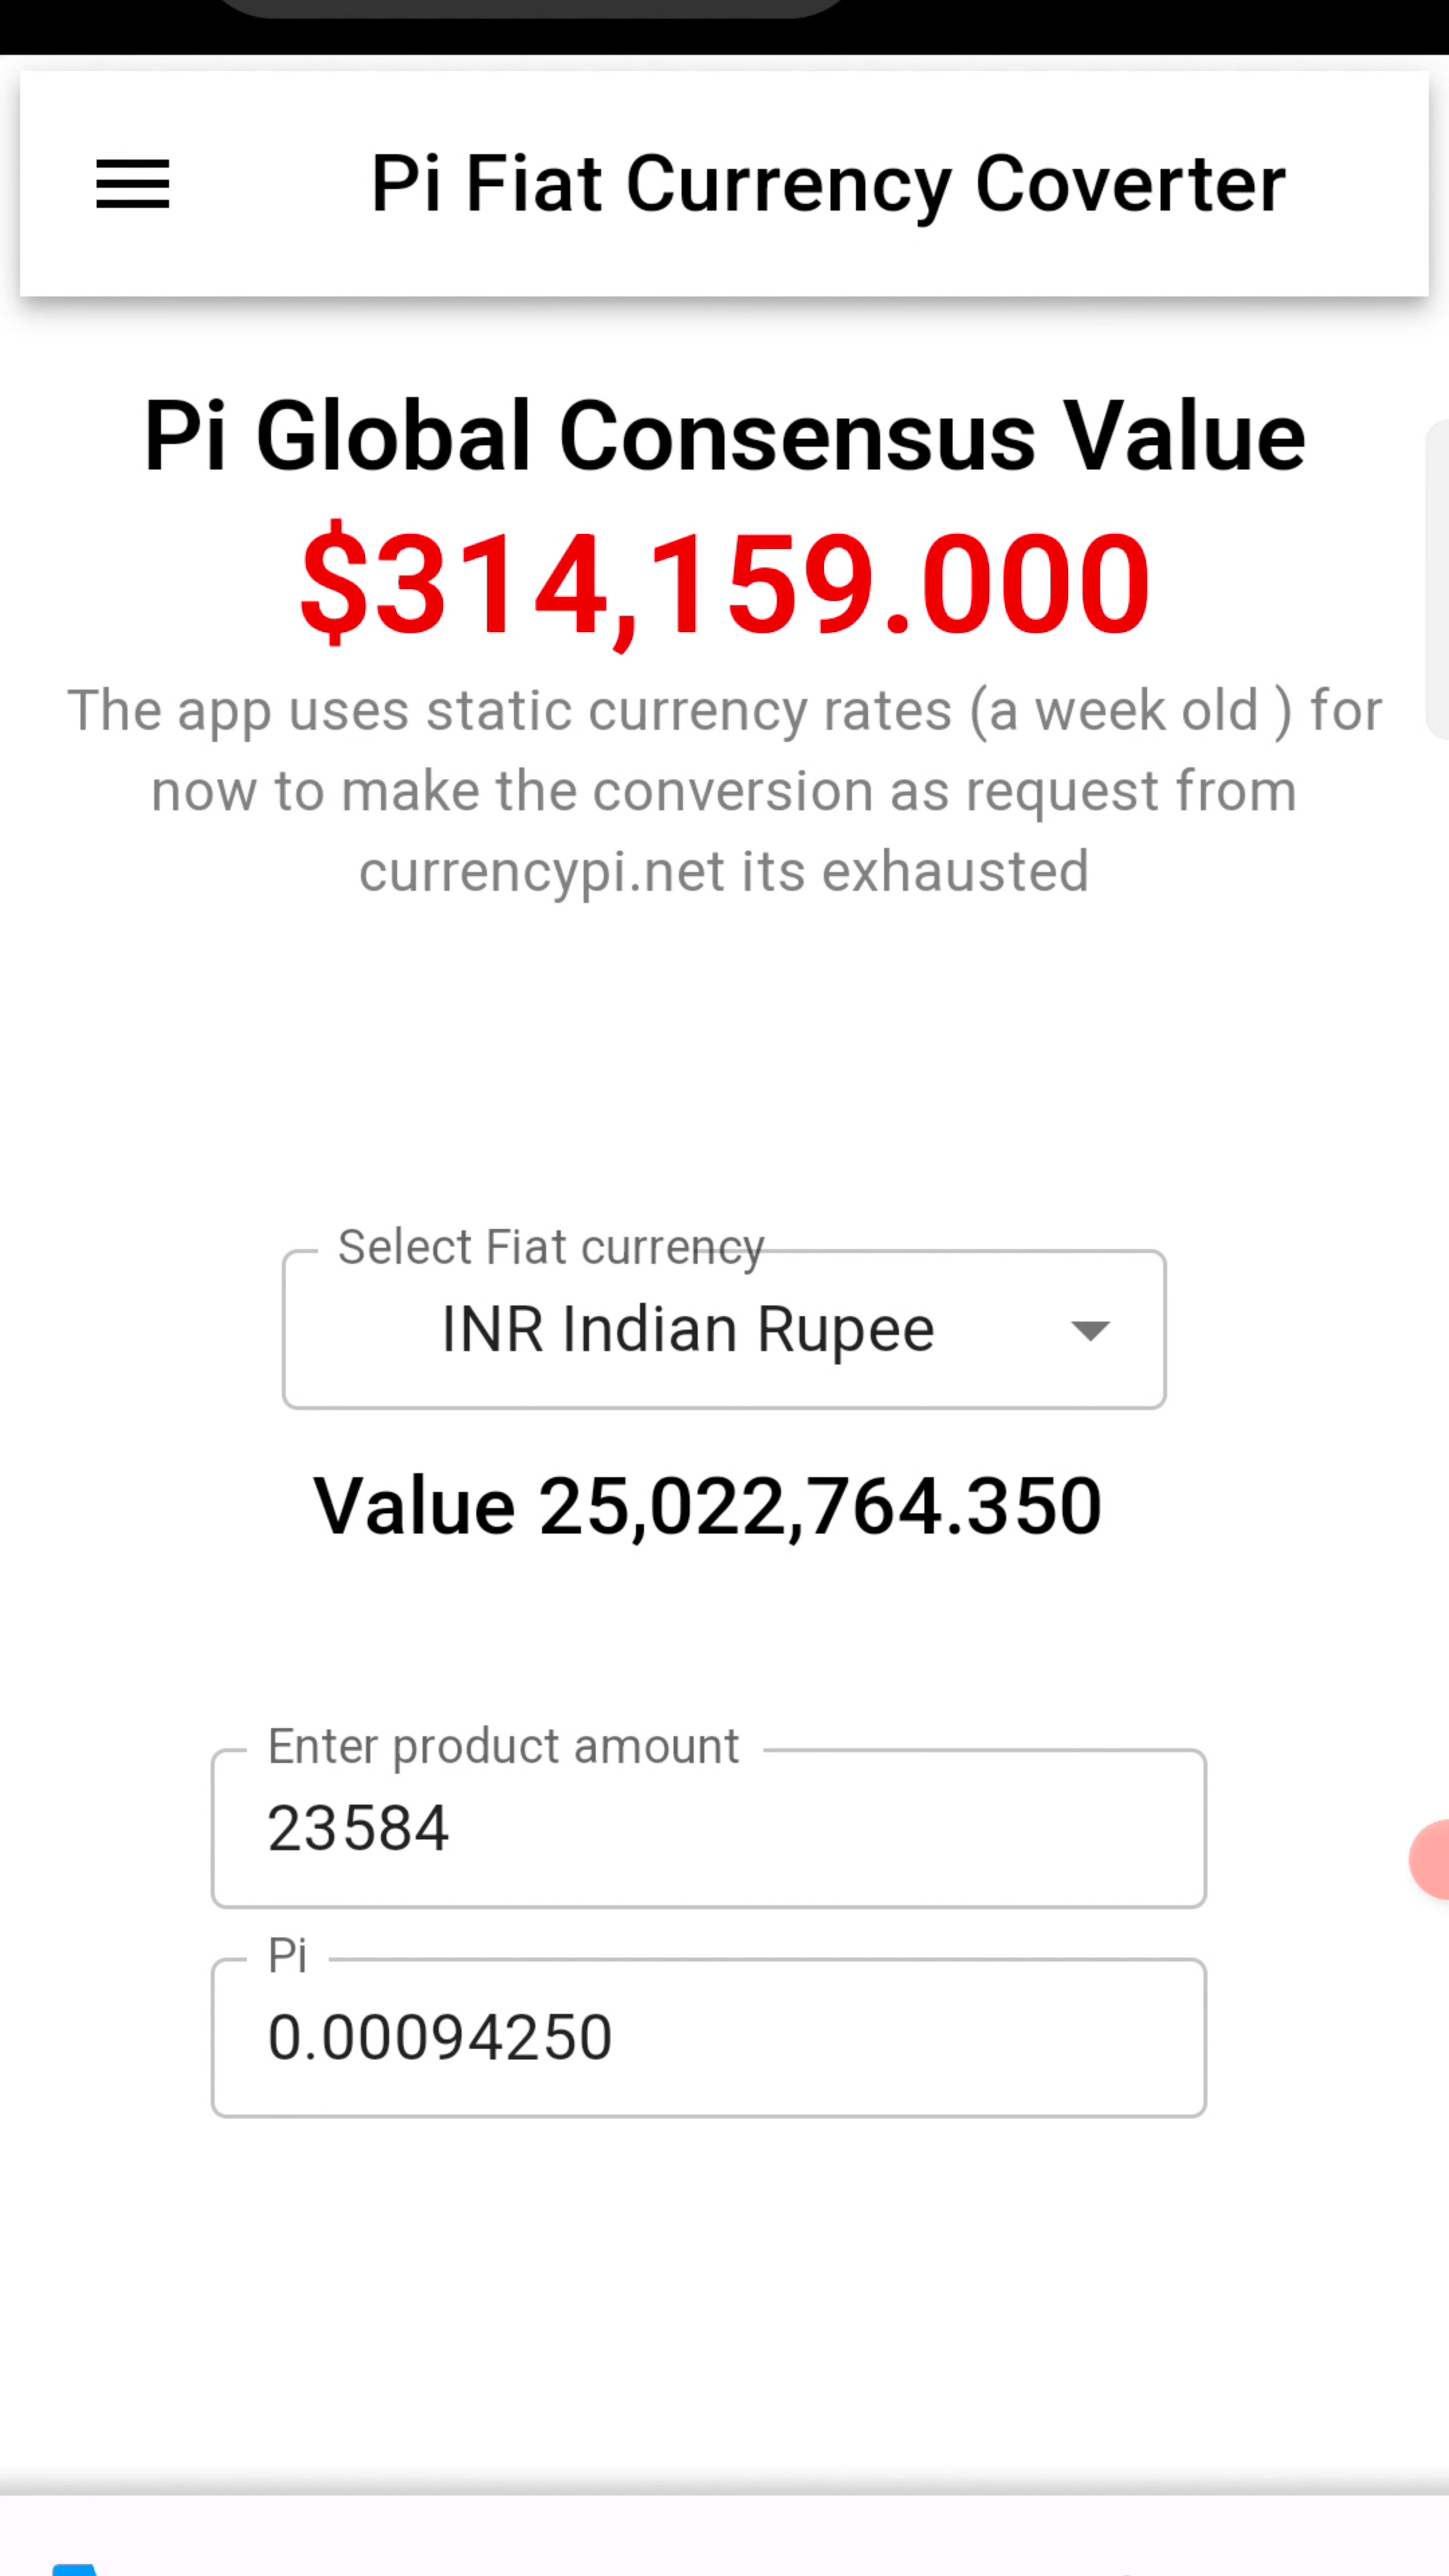 Pi Fiat Currency Coverter
Pi Global Consensus Value
$314,159.000
The app uses static currency rates (a week old ) for
now to make the conversion as request from
currencypi.net its exhausted
Select Fiat currency
INR Indian Rupee
Value 25,022,764.350
Enter product amount
23584
Pi
0.00094250